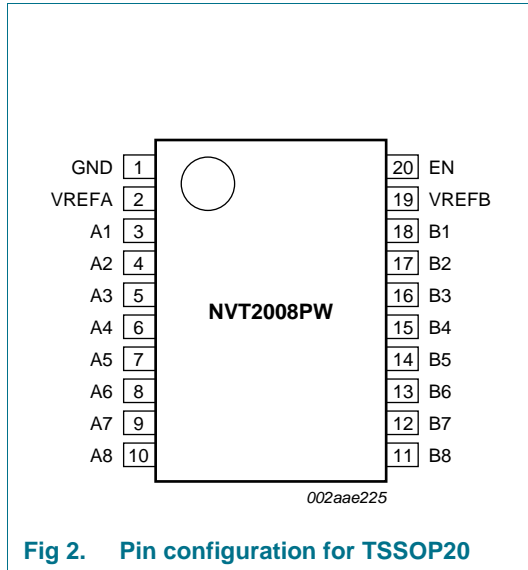 GND 1 20 EN
VREFA 2 19 VREFB
A1 3 18 B1
A2 4 17 B2
A3 5 16 B3
NVT2008PW
A4 6 15 B4
A5 7 14 B5
A6 8 13 B6
A7 9 12 B7
A8 10 11 B8
002aae225
Fig 2. Pin configuration for TSSOP20